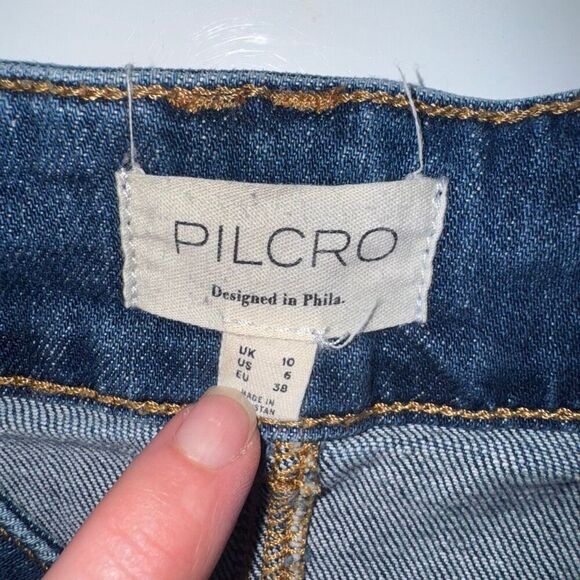 PILCRO
Designed in Phila.
UK 10
US 6
EU 38
MADE IN